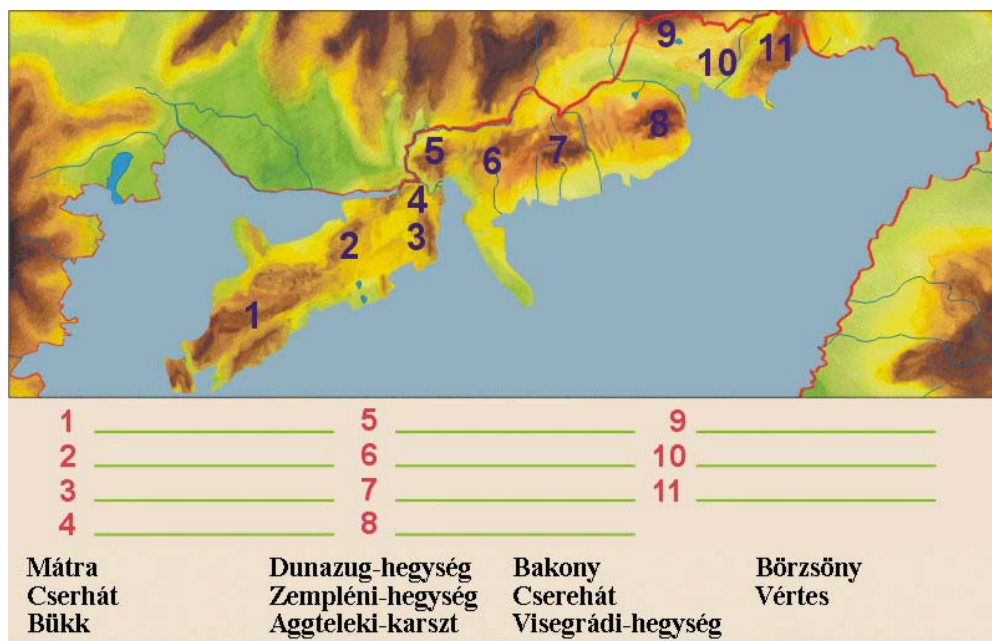 9
11
10
8
5
7
6
4
3
2
1
1 5 9
2 6 10
3 7 11
4 8
Mátra Dunazug-hegység Bakony Börzsöny
Cserhát Zempléni-hegység Cserehát Vértes
Bükk Aggteleki-karszt Visegrádi-hegység